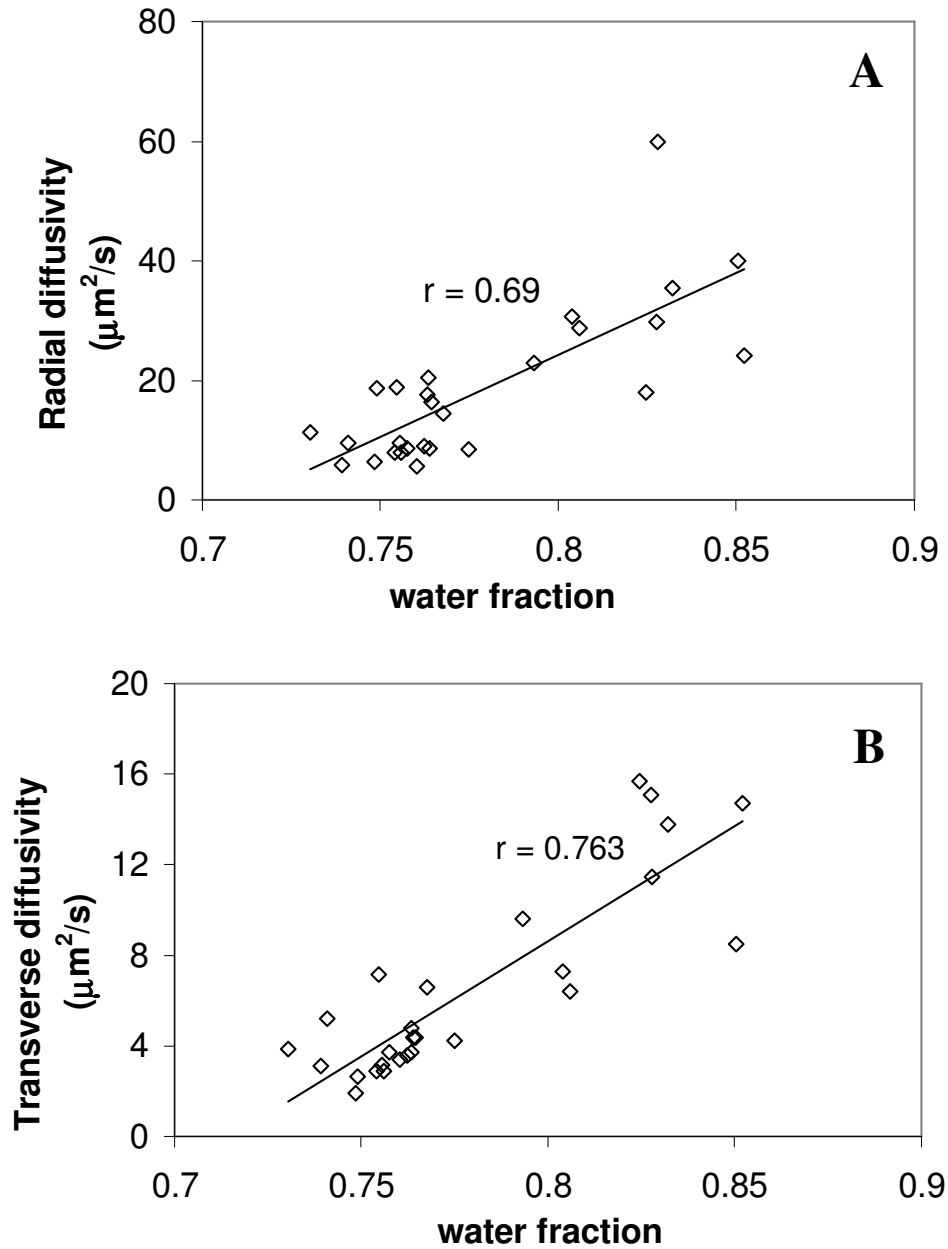 80
A
60
Radial diffusivity
(μm²/s)
40
r = 0.69
20
0
0.7 0.75 0.8 0.85 0.9
water fraction
20
B
16
Transverse diffusivity
(μm²/s)
r = 0.763
12
8
4
0
0.7 0.75 0.8 0.85 0.9
water fraction